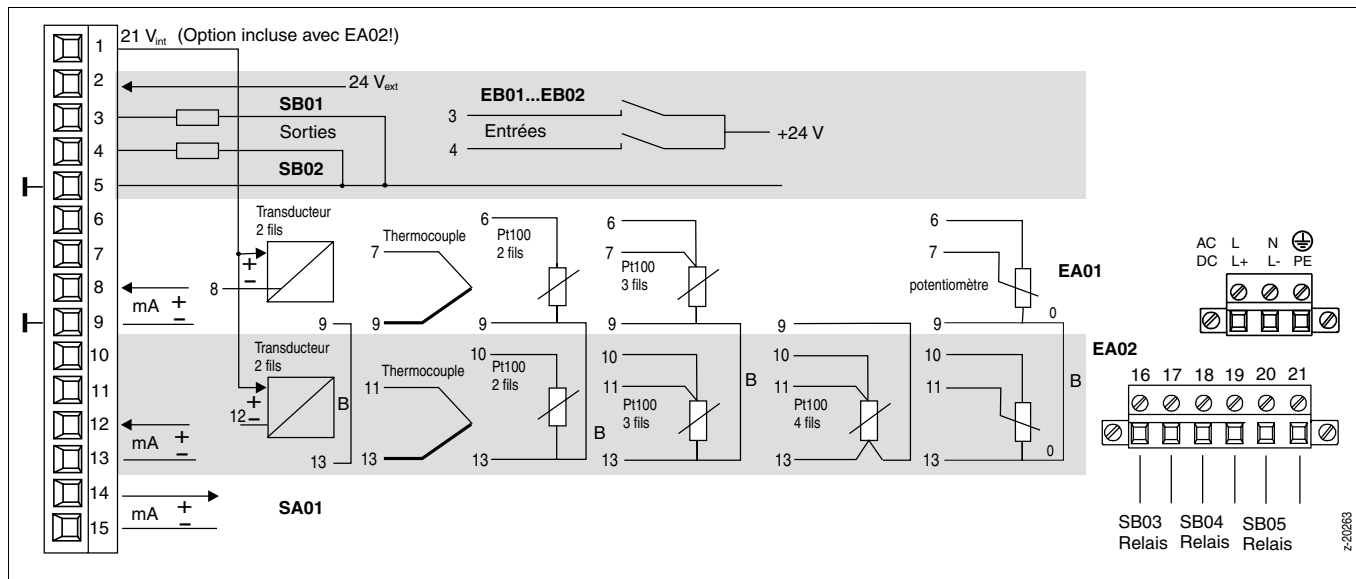 1
2
3
4
5
6
7
8
9
10
11
12
13
14
15
21 Vint (Option incluse avec EA02!)
24 Vext
SB01
Sorties
SB02
EB01...EB02
3
Entrées
4
+24 V
Transducteur
2 fils
+
−
8
mA
+
−
Thermocouple
7
9
6
Pt100
2 fils
9
6
7
Pt100
3 fils
9
6
7
potentiomètre
0
9
EA01
9
Transducteur
2 fils
+
−
12
B
13
mA
+
−
Thermocouple
11
13
10
Pt100
2 fils
B
13
10
11
Pt100
3 fils
B
13
9
10
11
Pt100
4 fils
13
10
11
B
0
13
EA02
mA
+
−
SA01
AC L N
DC L+ L- PE
16 17 18 19 20 21
SB03 SB04 SB05
Relais Relais Relais
z-20263